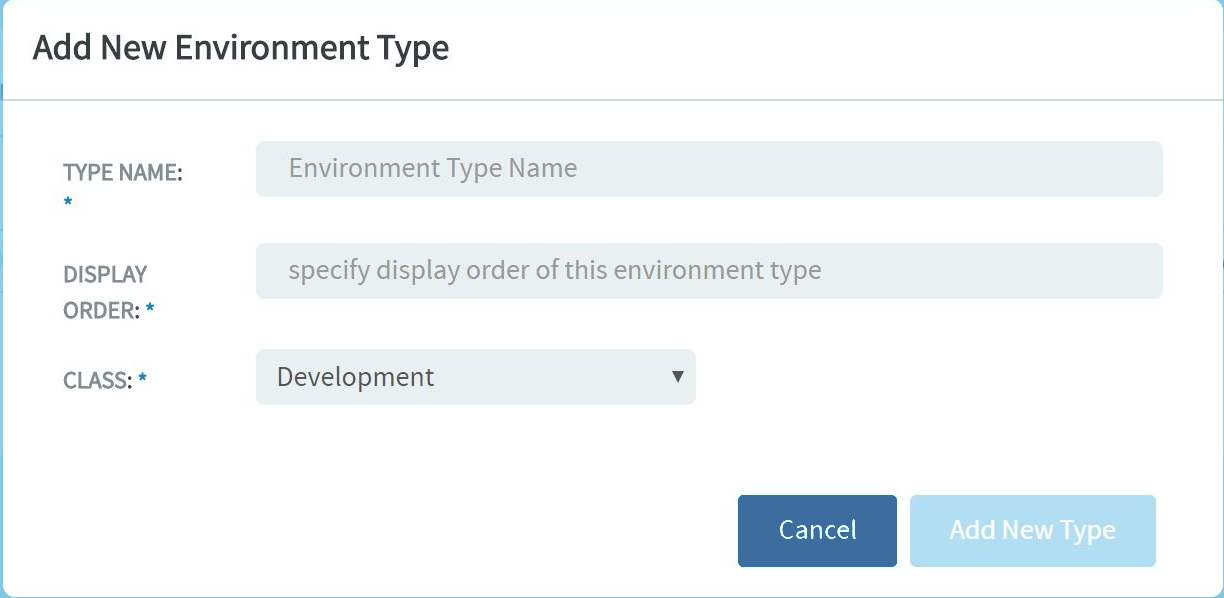 Add New Environment Type
TYPE NAME:
*
Environment Type Name
DISPLAY
ORDER: *
specify display order of this environment type
CLASS: *
Development
Cancel
Add New Type